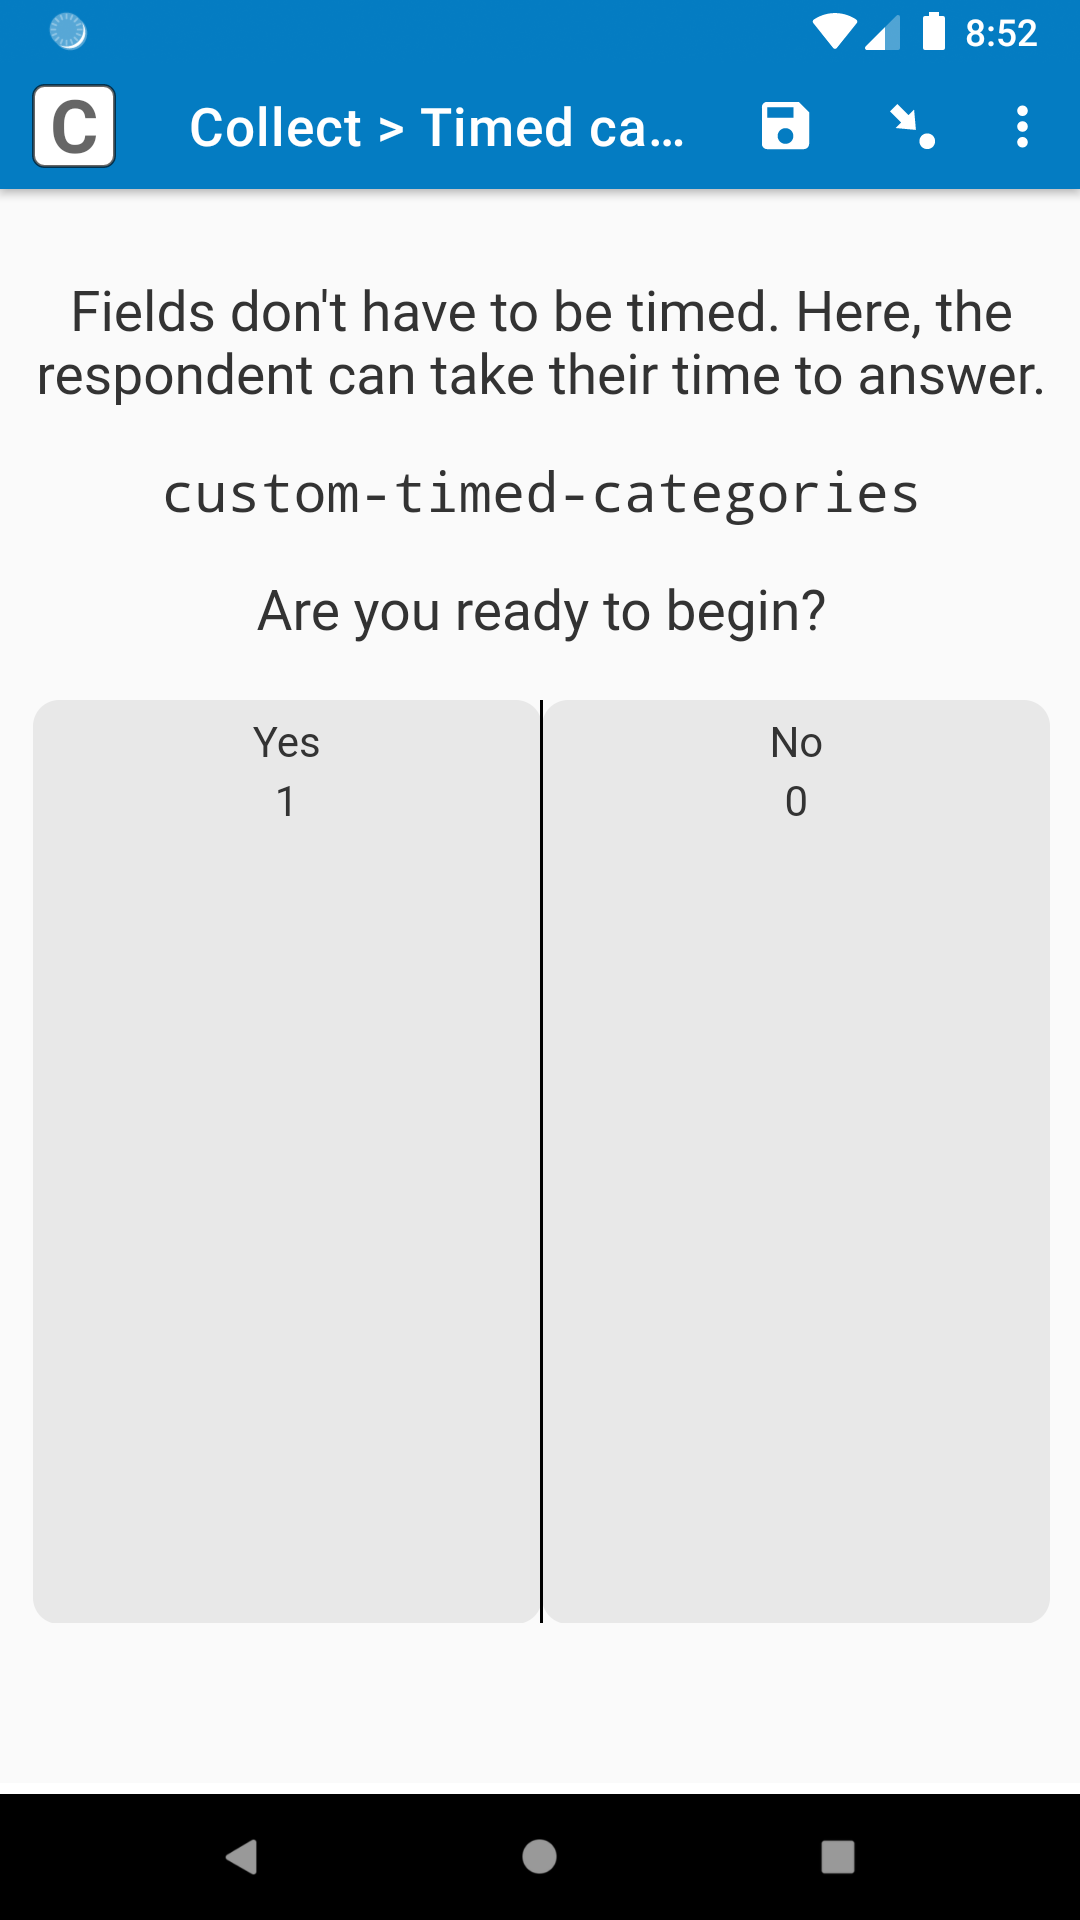 8:52
C
Collect > Timed ca...
Fields don't have to be timed. Here, the
respondent can take their time to answer.
custom-timed-categories
Are you ready to begin?
Yes
1
No
0